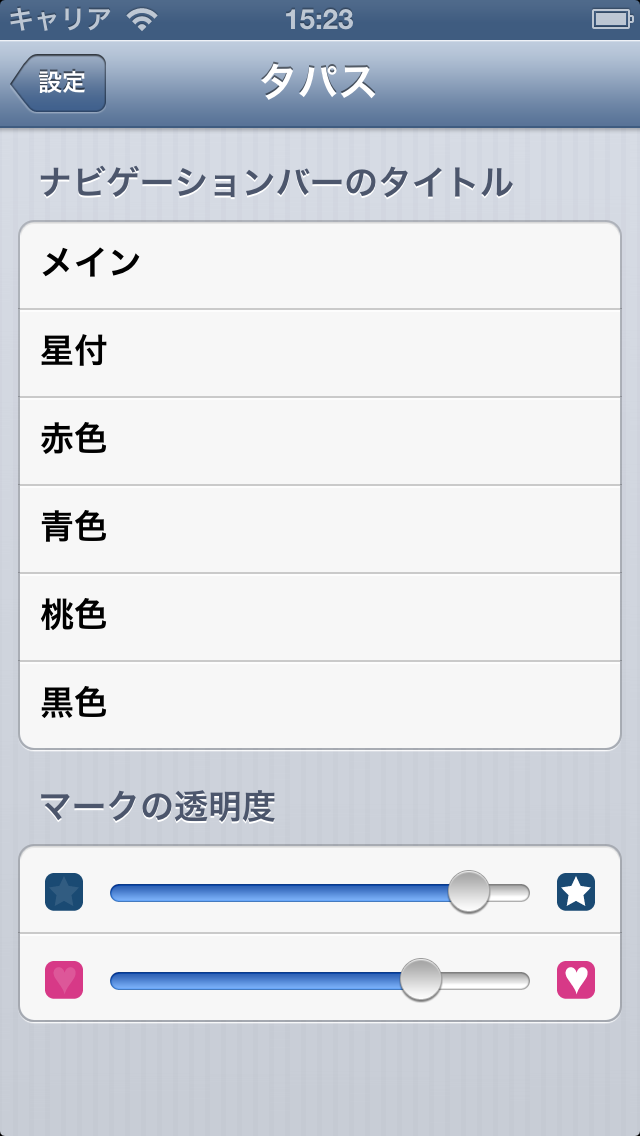 キャリア 15:23
設定 タパス
ナビゲーションバーのタイトル
メイン
星付
赤色
青色
桃色
黒色
マークの透明度